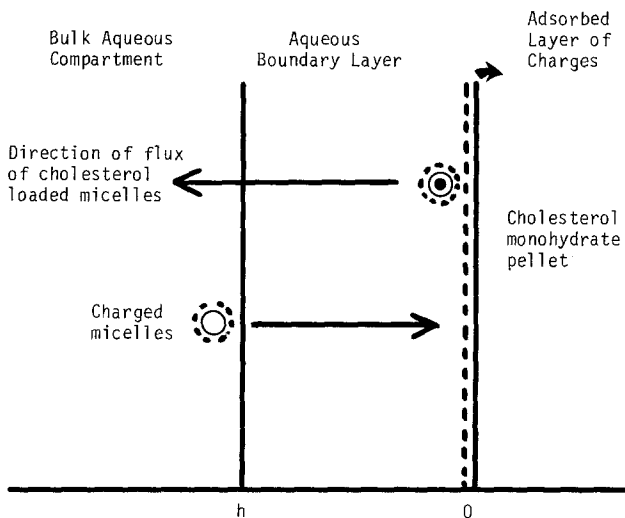 Bulk Aqueous
Compartment
Aqueous
Boundary Layer
Adsorbed
Layer of
Charges
Direction of flux
of cholesterol
loaded micelles
Cholesterol
monohydrate
pellet
Charged
micelles
h
0